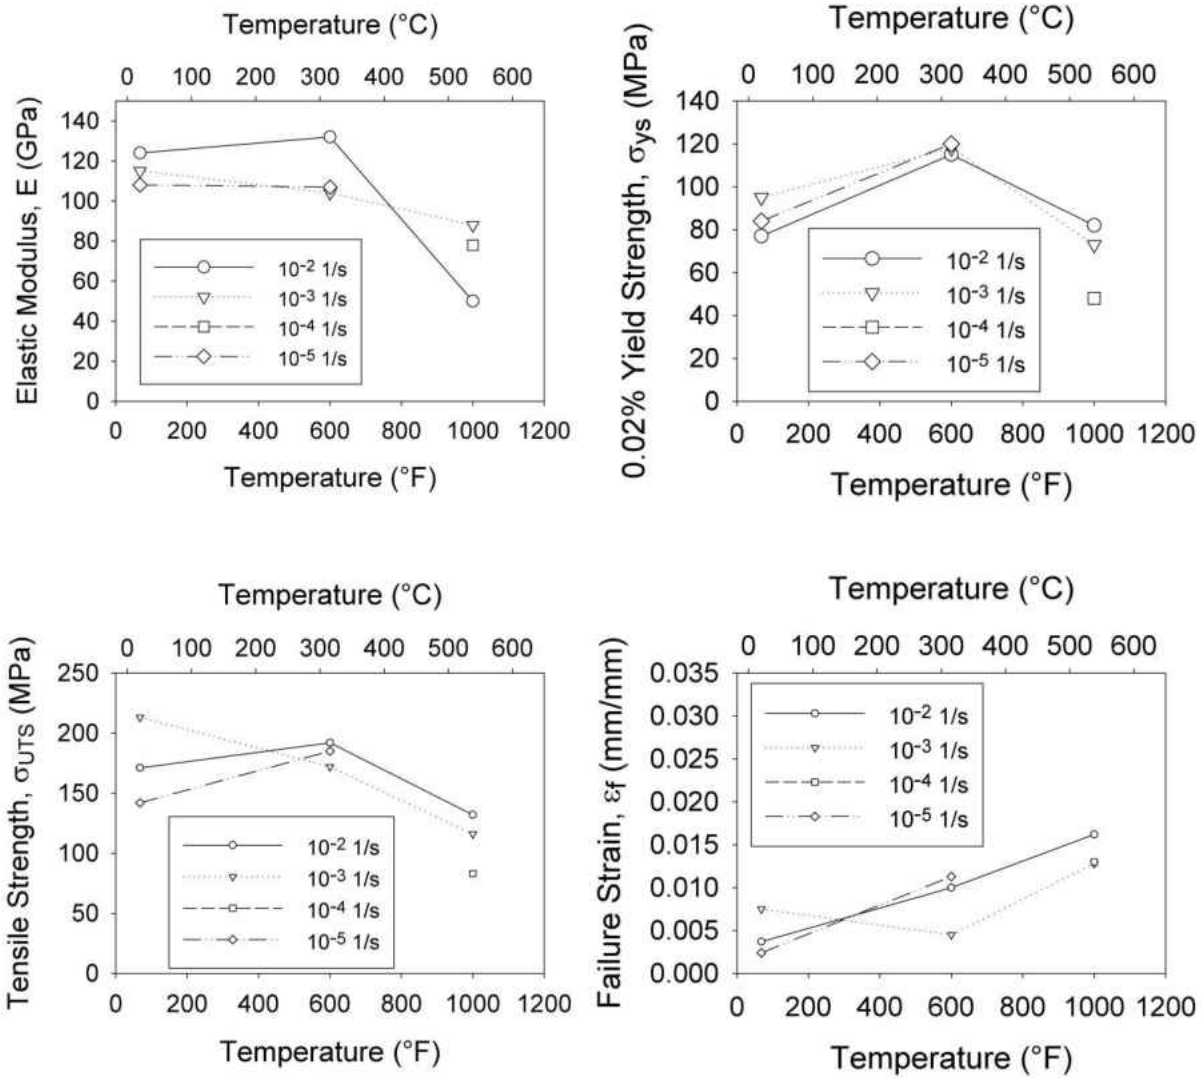 Temperature (°C)
0 100 200 300 400 500 600
Elastic Modulus, E (GPa)
140
120
100
80
60
40
20
0
10-2 1/s
10-3 1/s
10-4 1/s
10-5 1/s
0 200 400 600 800 1000 1200
Temperature (°F)
Temperature (°C)
0 100 200 300 400 500 600
0.02% Yield Strength, σys (MPa)
140
120
100
80
60
40
20
0
10-2 1/s
10-3 1/s
10-4 1/s
10-5 1/s
0 200 400 600 800 1000 1200
Temperature (°F)
Temperature (°C)
0 100 200 300 400 500 600
Tensile Strength, σUTS (MPa)
250
200
150
100
50
0
10-2 1/s
10-3 1/s
10-4 1/s
10-5 1/s
0 200 400 600 800 1000 1200
Temperature (°F)
Temperature (°C)
0 100 200 300 400 500 600
Failure Strain, εf (mm/mm)
0.035
0.030
0.025
0.020
0.015
0.010
0.005
0.000
10-2 1/s
10-3 1/s
10-4 1/s
10-5 1/s
0 200 400 600 800 1000 1200
Temperature (°F)